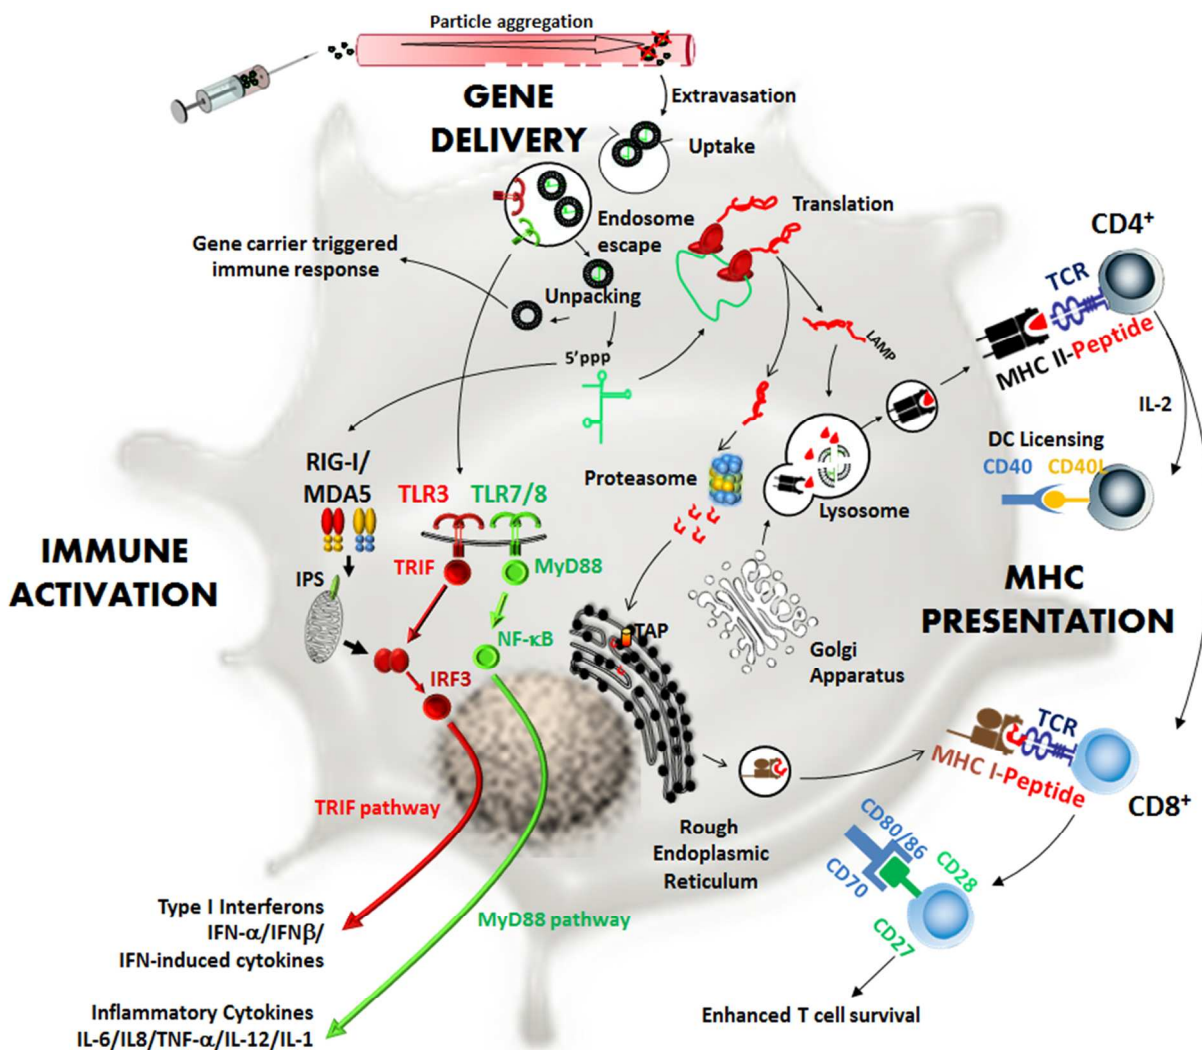 Particle aggregation
GENE
DELIVERY
Extravasation
Uptake
Endosome
escape
Gene carrier triggered
immune response
Unpacking
5'ppp
Translation
LAMP
CD4+
TCR
MHC II-Peptide
IL-2
DC Licensing
CD40 CD40L
RIG-I/
MDA5
TLR3 TLR7/8
IMMUNE
ACTIVATION
IPS
TRIF
MyD88
NF-κB
IRF3
Proteasome
Lysosome
TAP
Golgi
Apparatus
MHC
PRESENTATION
TCR
MHC I-Peptide
CD8+
Rough
Endoplasmic
Reticulum
CD80/86
CD28
CD70
CD27
TRIF pathway
MyD88 pathway
Type I Interferons
IFN-α/IFNβ/
IFN-induced cytokines
Inflammatory Cytokines
IL-6/IL8/TNF-α/IL-12/IL-1
Enhanced T cell survival